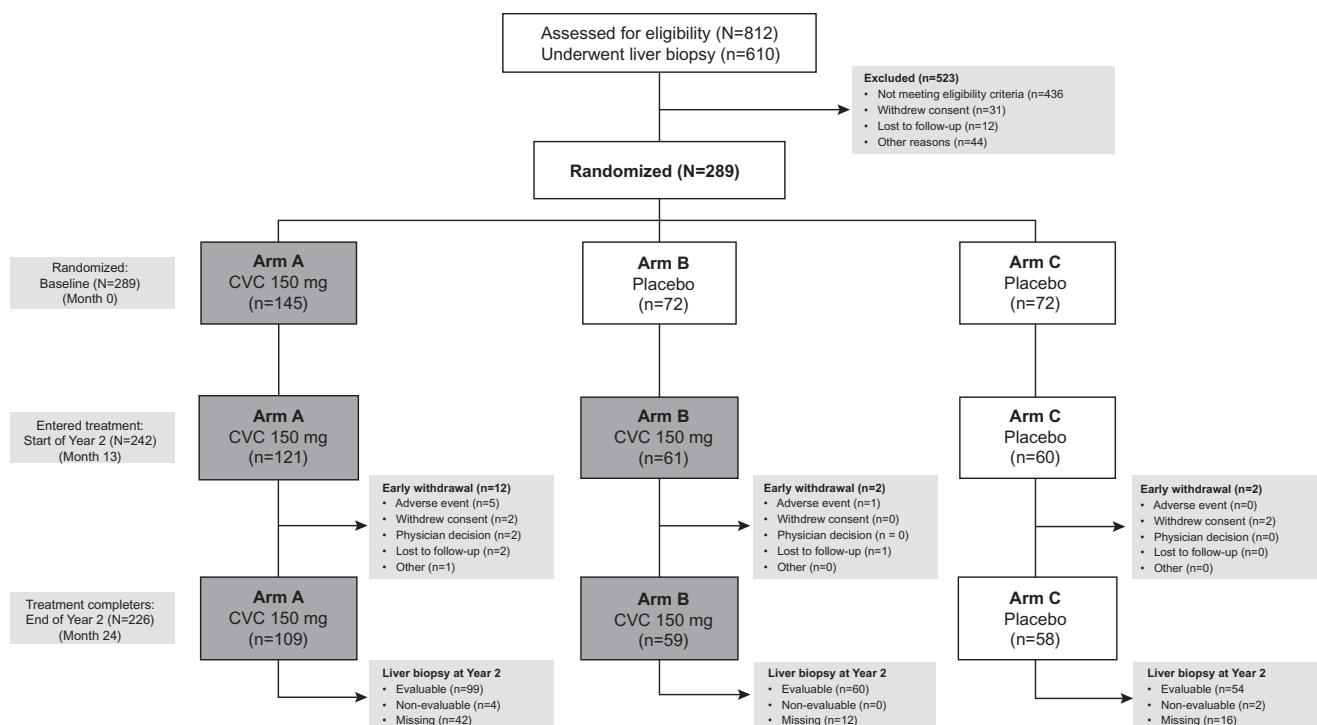 Assessed for eligibility (N=812)
Underwent liver biopsy (n=610)
Excluded (n=523)
• Not meeting eligibility criteria (n=436
• Withdrew consent (n=31)
• Lost to follow-up (n=12)
• Other reasons (n=44)
Randomized (N=289)
Randomized:
Baseline (N=289)
(Month 0)
Arm A
CVC 150 mg
(n=145)
Arm B
Placebo
(n=72)
Arm C
Placebo
(n=72)
Entered treatment:
Start of Year 2 (N=242)
(Month 13)
Arm A
CVC 150 mg
(n=121)
Arm B
CVC 150 mg
(n=61)
Arm C
Placebo
(n=60)
Early withdrawal (n=12)
• Adverse event (n=5)
• Withdrew consent (n=2)
• Physician decision (n=2)
• Lost to follow-up (n=2)
• Other (n=1)
Early withdrawal (n=2)
• Adverse event (n=1)
• Withdrew consent (n=0)
• Physician decision (n = 0)
• Lost to follow-up (n=1)
• Other (n=0)
Early withdrawal (n=2)
• Adverse event (n=0)
• Withdrew consent (n=2)
• Physician decision (n=0)
• Lost to follow-up (n=0)
• Other (n=0)
Treatment completers:
End of Year 2 (N=226)
(Month 24)
Arm A
CVC 150 mg
(n=109)
Arm B
CVC 150 mg
(n=59)
Arm C
Placebo
(n=58)
Liver biopsy at Year 2
• Evaluable (n=99)
• Non-evaluable (n=4)
• Missing (n=42)
Liver biopsy at Year 2
• Evaluable (n=60)
• Non-evaluable (n=0)
• Missing (n=12)
Liver biopsy at Year 2
• Evaluable (n=54
• Non-evaluable (n=2)
• Missing (n=16)